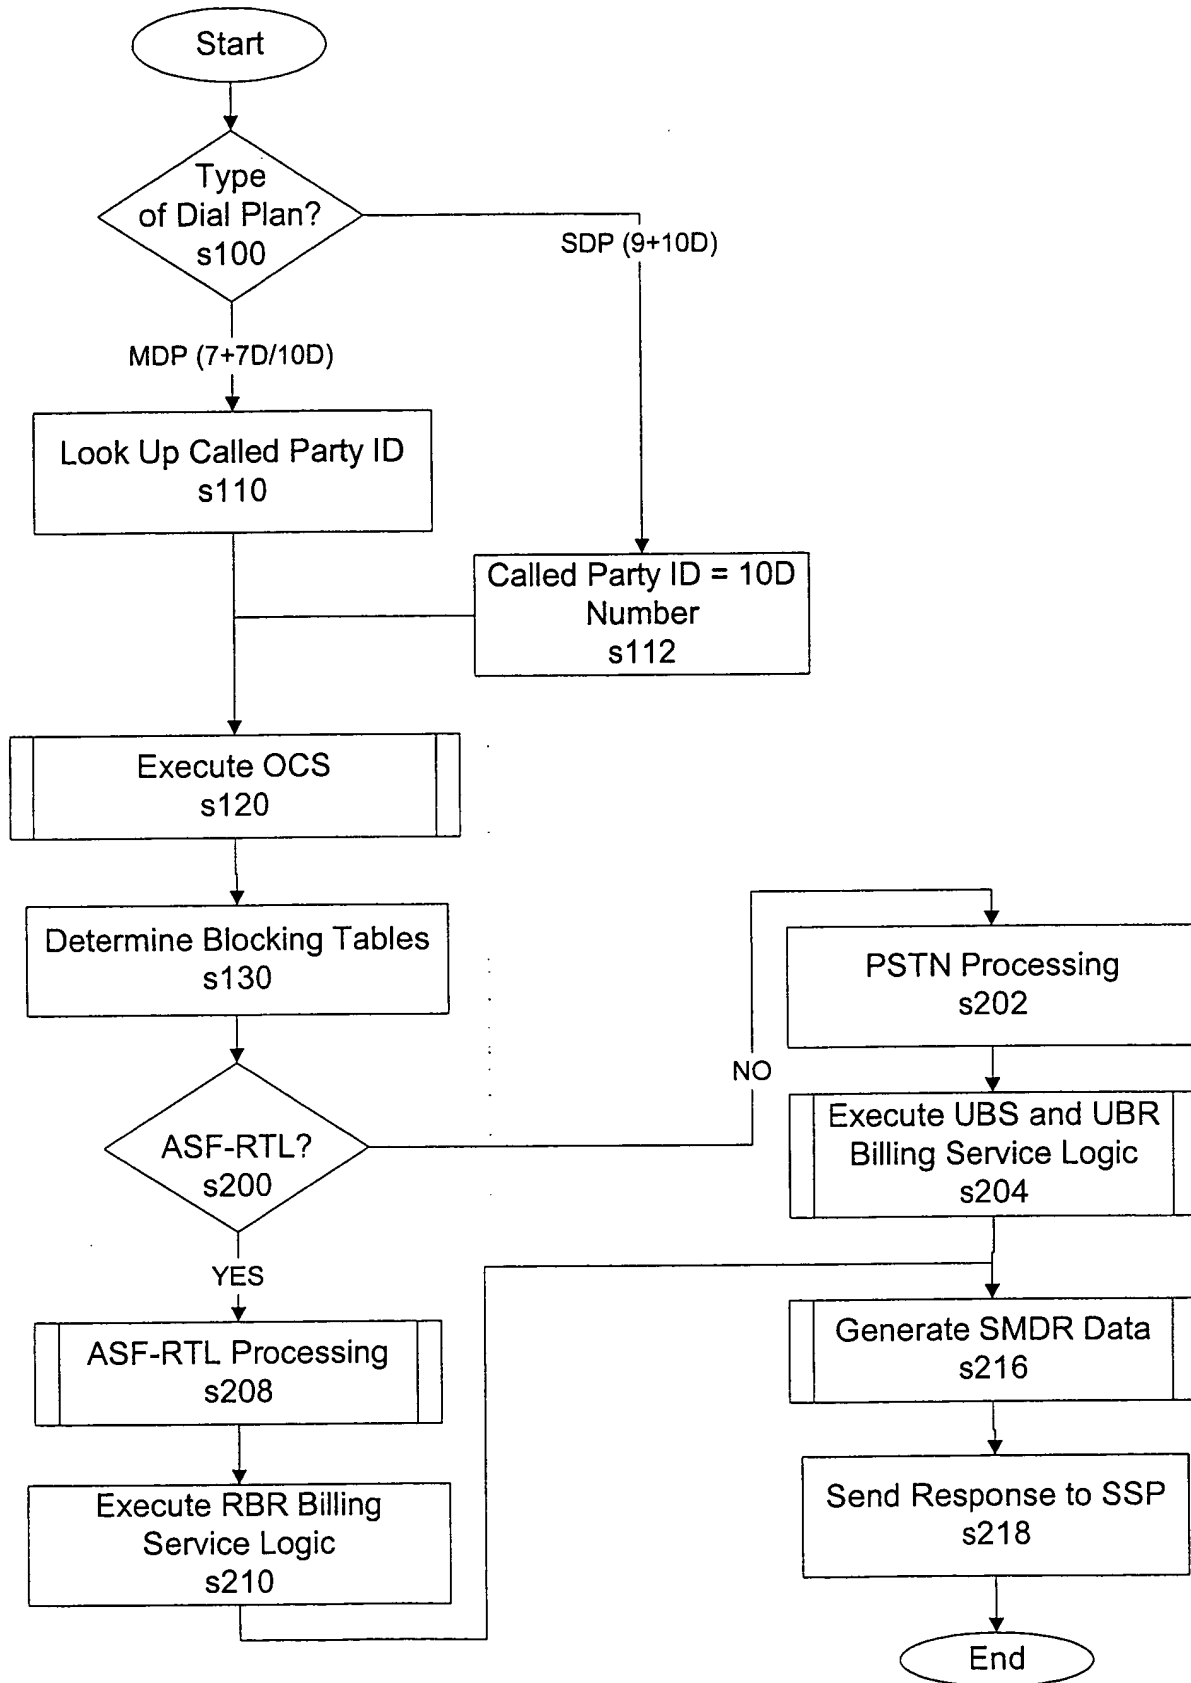 Start
Type
of Dial Plan?
s100
SDP (9+10D)
MDP (7+7D/10D)
Look Up Called Party ID
s110
Called Party ID = 10D
Number
s112
Execute OCS
s120
Determine Blocking Tables
s130
ASF-RTL?
s200
NO
YES
ASF-RTL Processing
s208
Execute RBR Billing
Service Logic
s210
PSTN Processing
s202
Execute UBS and UBR
Billing Service Logic
s204
Generate SMDR Data
s216
Send Response to SSP
s218
End